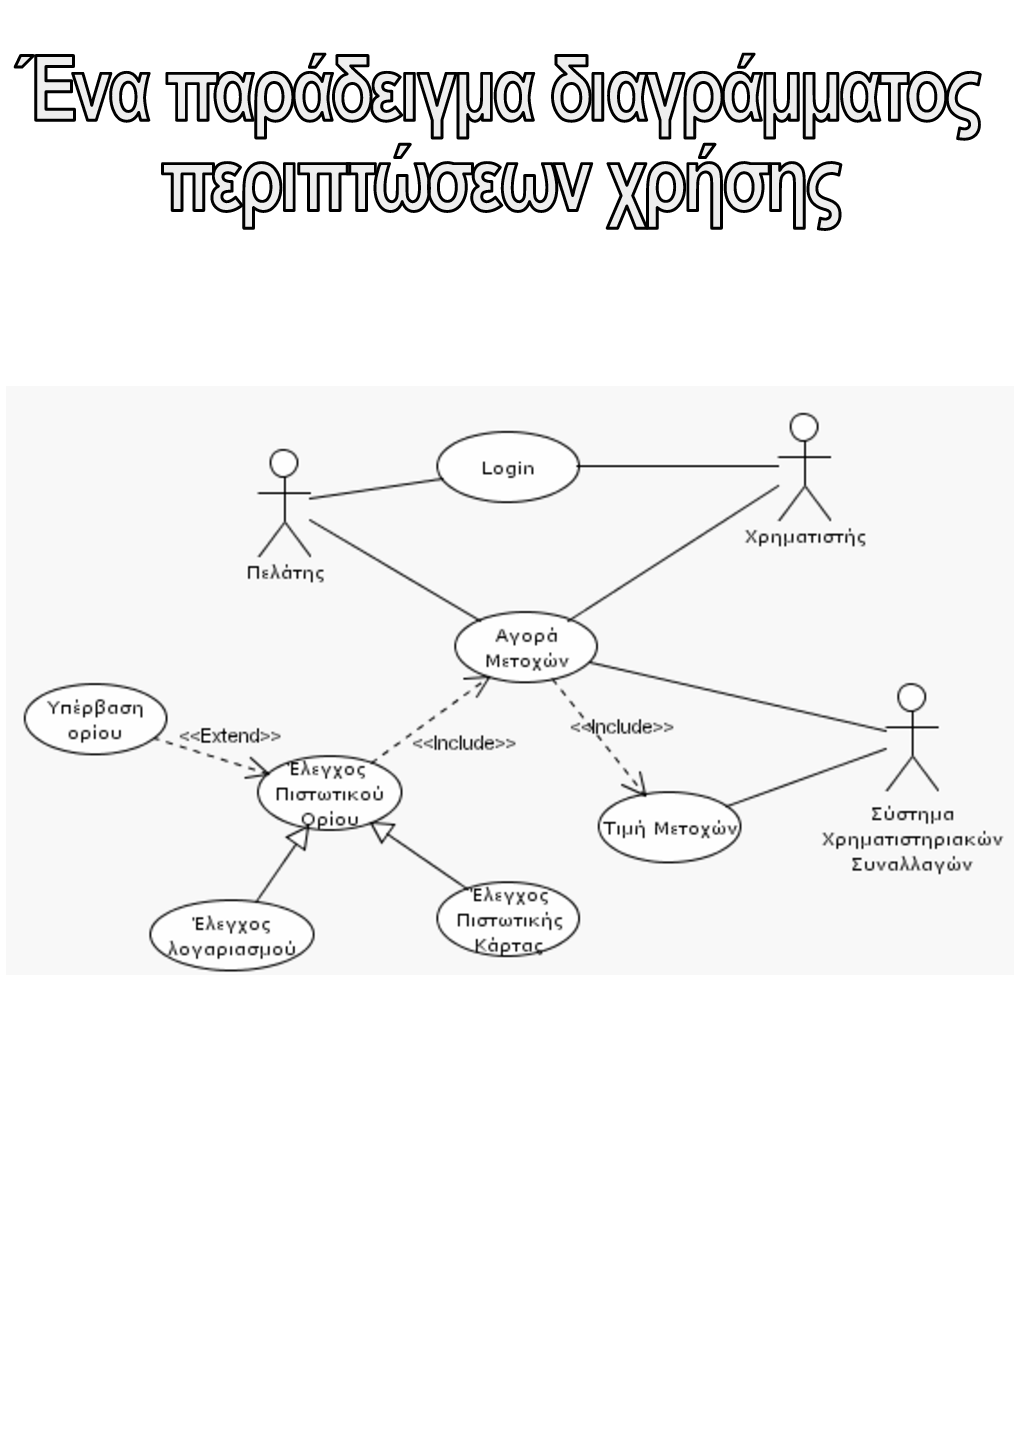 Ένα παράδειγμα διαγράμματος
περιπτώσεων χρήσης
Login
Χρηματιστής
Πελάτης
Αγορά
Μετοχών
Υπέρβαση
ορίου
<<Extend>>
<<Include>>
<<Include>>
Έλεγχος
Πιστωτικού
Ορίου
Τιμή Μετοχών
Σύστημα
Χρηματιστηριακών
Συναλλαγών
Έλεγχος
λογαριασμού
Έλεγχος
Πιστωτικής
Κάρτας